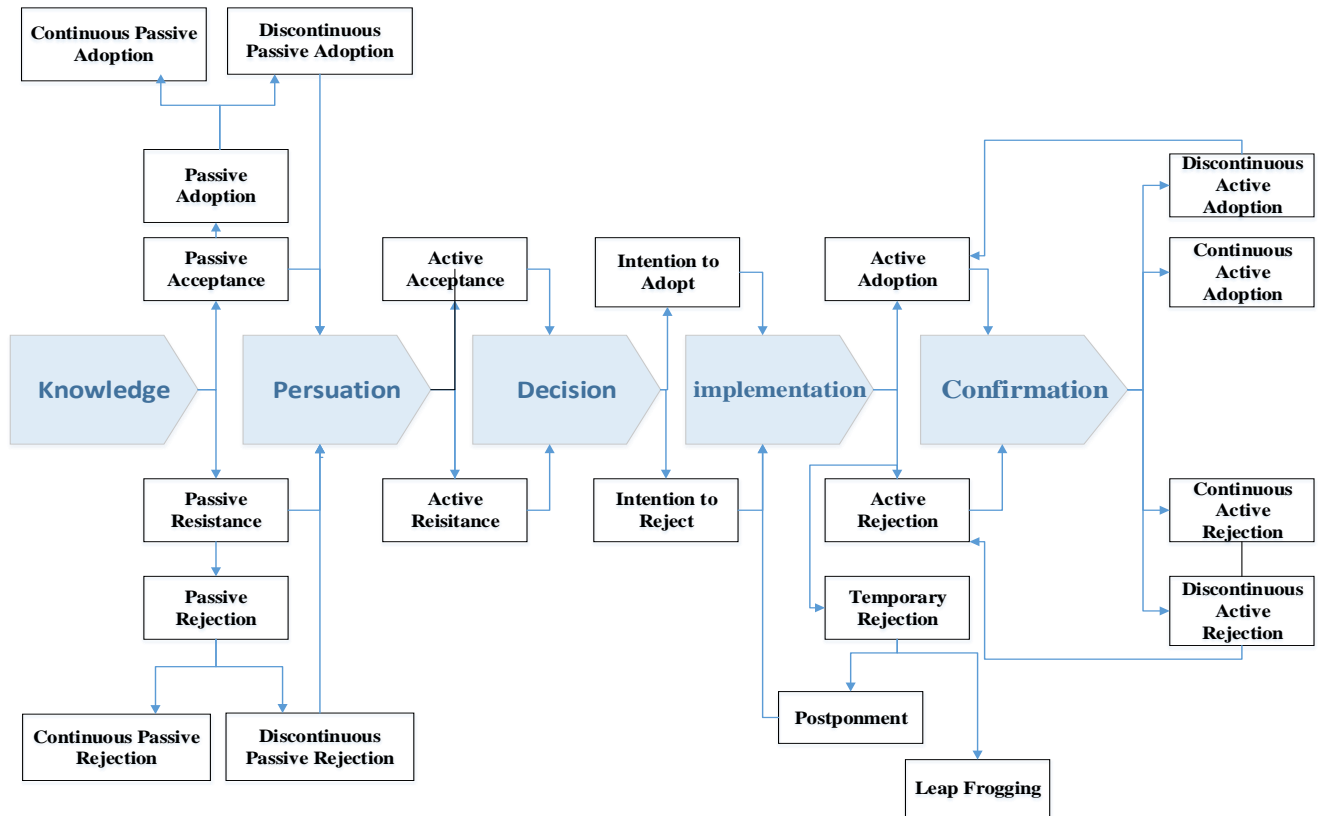 Continuous Passive
Adoption
Discontinuous
Passive Adoption
Passive
Adoption
Discontinuous
Active
Adoption
Passive
Acceptance
Active
Acceptance
Intention to
Adopt
Active
Adoption
Continuous
Active
Adoption
Knowledge
Persuation
Decision
implementation
Confirmation
Passive
Resistance
Active
Reisitance
Intention to
Reject
Active
Rejection
Continuous
Active
Rejection
Passive
Rejection
Temporary
Rejection
Discontinuous
Active
Rejection
Continuous Passive
Rejection
Discontinuous
Passive Rejection
Postponment
Leap Frogging